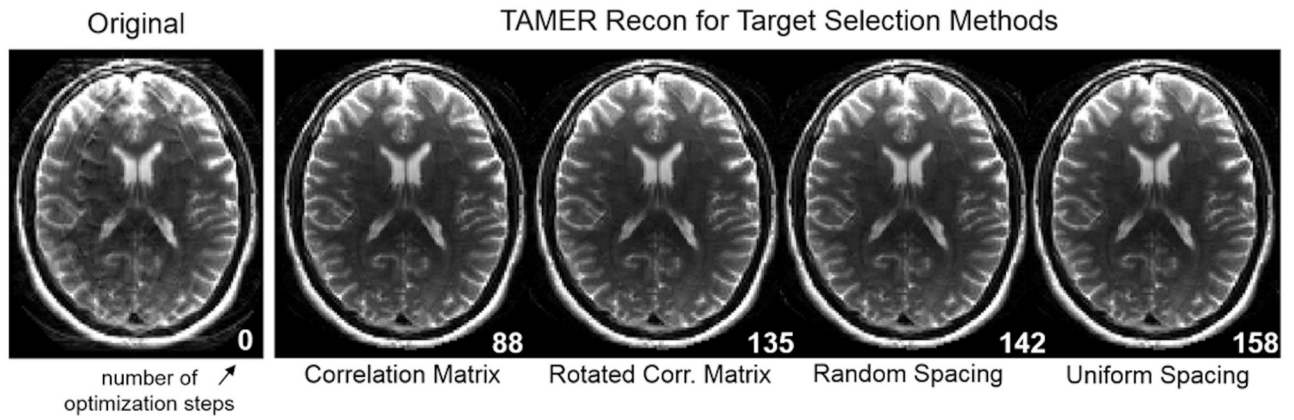 Original
TAMER Recon for Target Selection Methods
0
88
135
142
158
number of
optimization steps
Correlation Matrix
Rotated Corr. Matrix
Random Spacing
Uniform Spacing